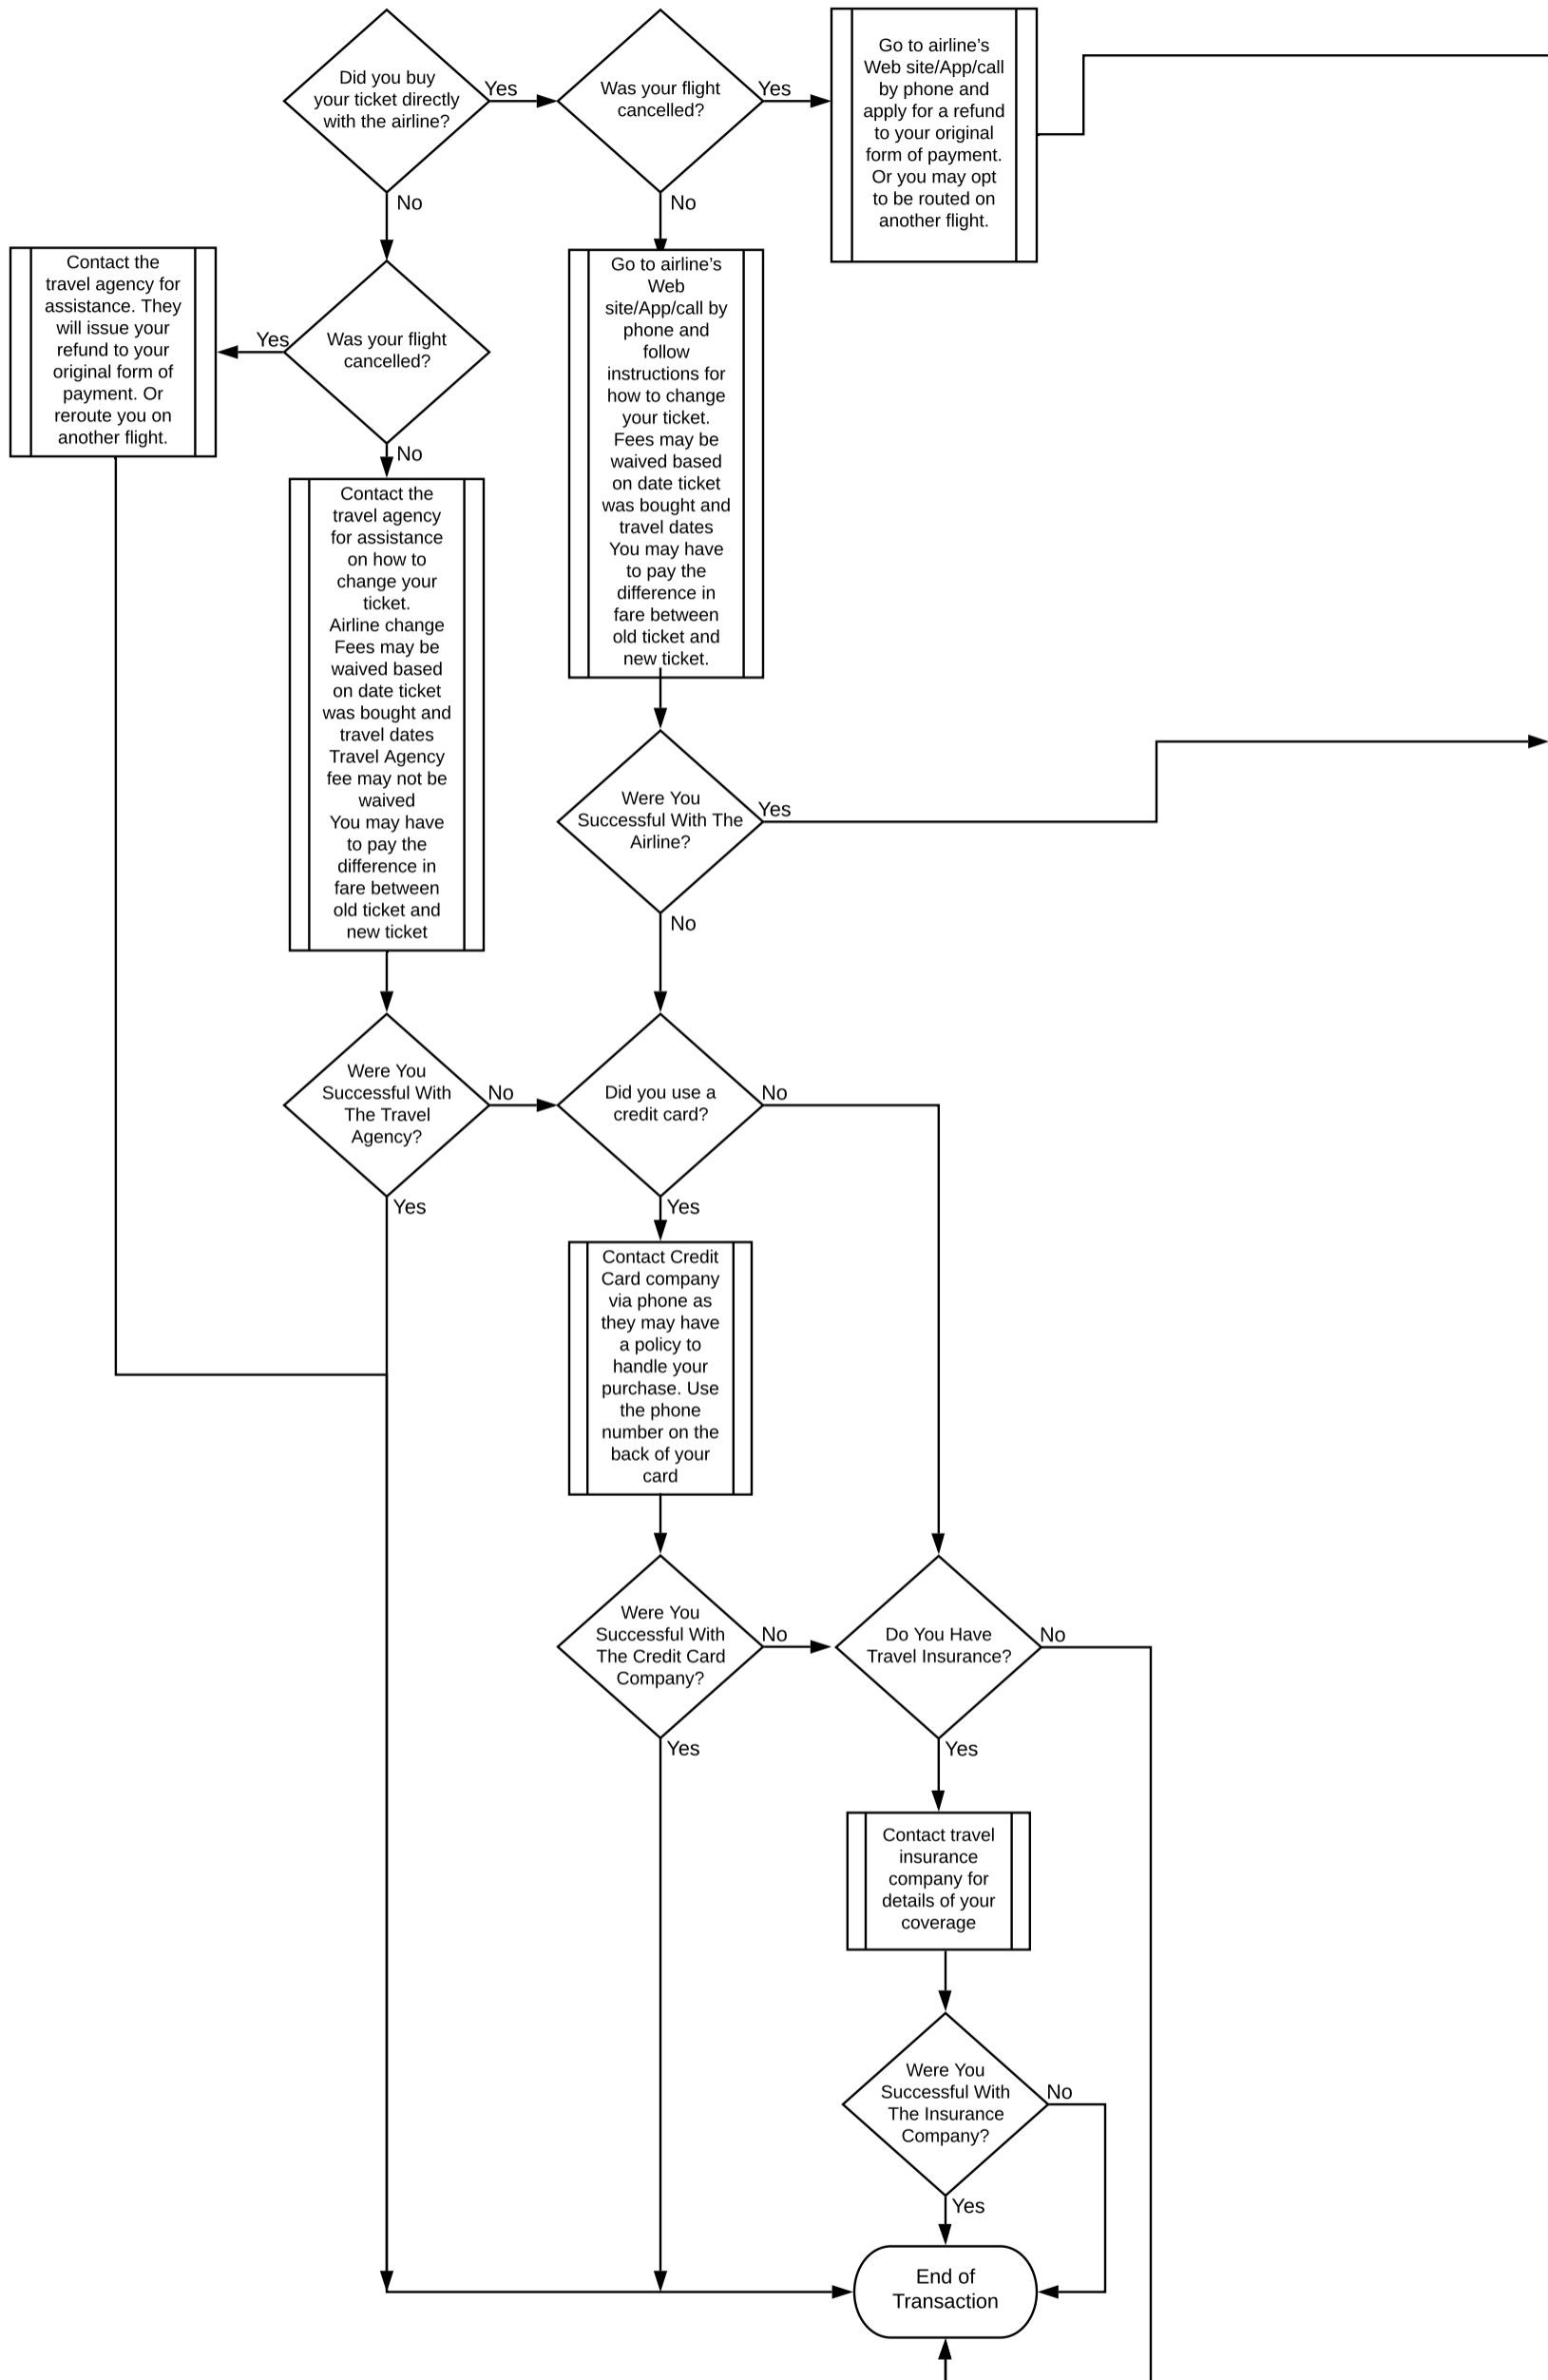 Did you buy
your ticket directly
with the airline?
Yes
No
Was your flight
cancelled?
Yes
No
Go to airline's
Web site/App/call
by phone and
apply for a refund
to your original
form of payment.
Or you may opt
to be routed on
another flight.
Contact the
travel agency for
assistance. They
will issue your
refund to your
original form of
payment. Or
reroute you on
another flight.
Yes
Was your flight
cancelled?
No
Go to airline's
Web
site/App/call by
phone and
follow
instructions for
how to change
your ticket.
Fees may be
waived based
on date ticket
was bought and
travel dates
You may have
to pay the
difference in
fare between
old ticket and
new ticket.
Contact the
travel agency
for assistance
on how to
change your
ticket.
Airline change
Fees may be
waived based
on date ticket
was bought and
travel dates
Travel Agency
fee may not be
waived
You may have
to pay the
difference in
fare between
old ticket and
new ticket
Were You
Successful With The
Airline?
Yes
No
Were You
Successful With
The Travel
Agency?
No
Yes
Did you use a
credit card?
No
Yes
Contact Credit
Card company
via phone as
they may have
a policy to
handle your
purchase. Use
the phone
number on the
back of your
card
Were You
Successful With
The Credit Card
Company?
No
Yes
Do You Have
Travel Insurance?
No
Yes
Contact travel
insurance
company for
details of your
coverage
Were You
Successful With
The Insurance
Company?
No
Yes
End of
Transaction